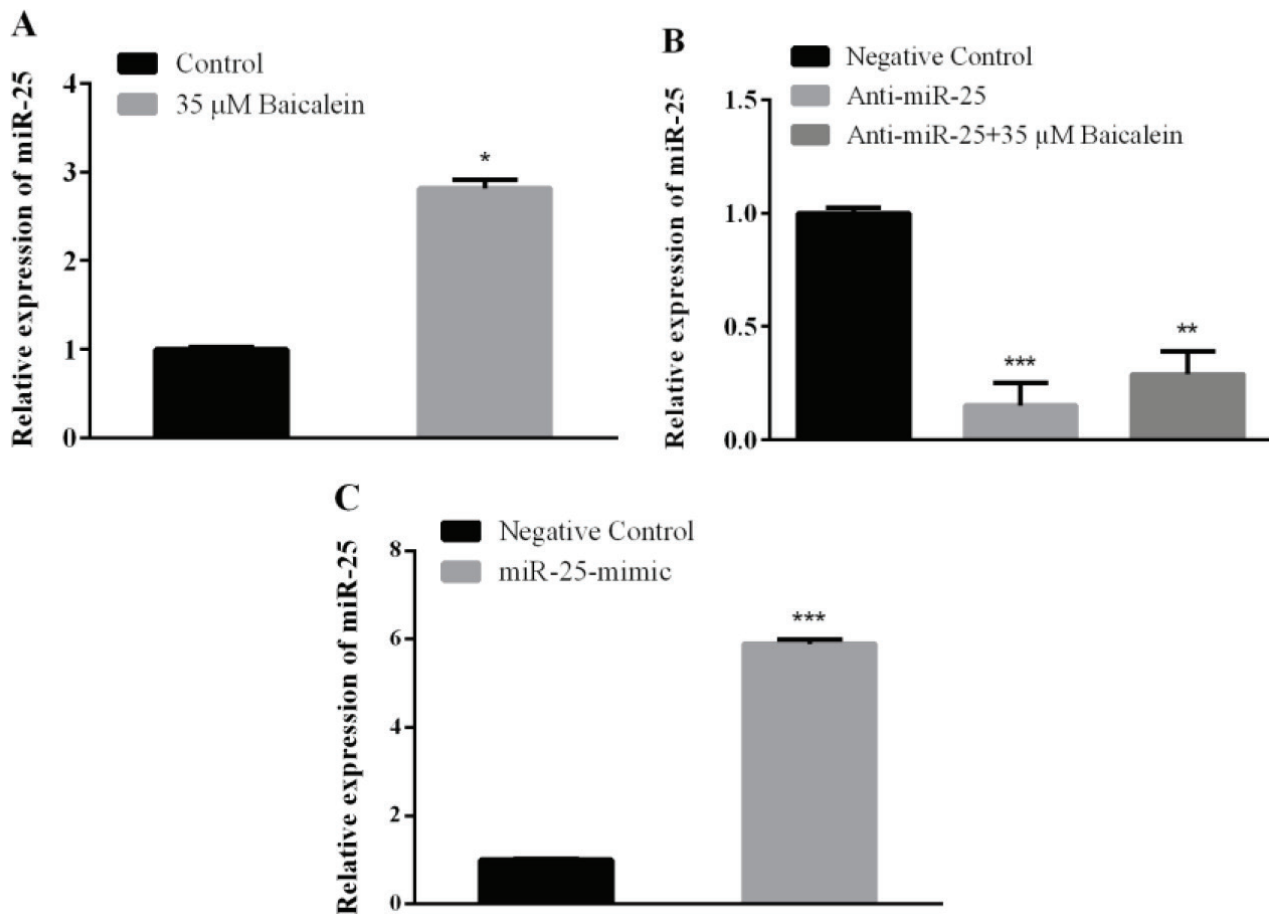 A
Control
35 μM Baicalein
Relative expression of miR-25
4
3
2
1
0
*
B
Negative Control
Anti-miR-25
Anti-miR-25+35 μM Baicalein
Relative expression of miR-25
1.5
1.0
0.5
0.0
***
**
C
Negative Control
miR-25-mimic
Relative expression of miR-25
8
6
4
2
0
***